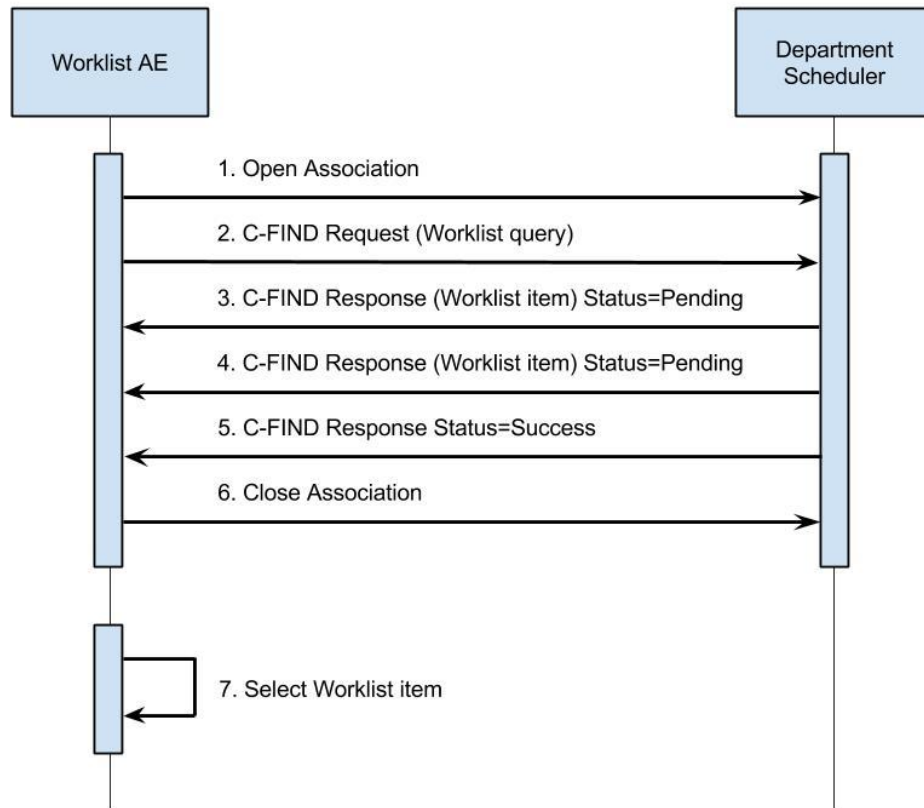 Worklist AE
Department
Scheduler
1. Open Association
2. C-FIND Request (Worklist query)
3. C-FIND Response (Worklist item) Status=Pending
4. C-FIND Response (Worklist item) Status=Pending
5. C-FIND Response Status=Success
6. Close Association
7. Select Worklist item